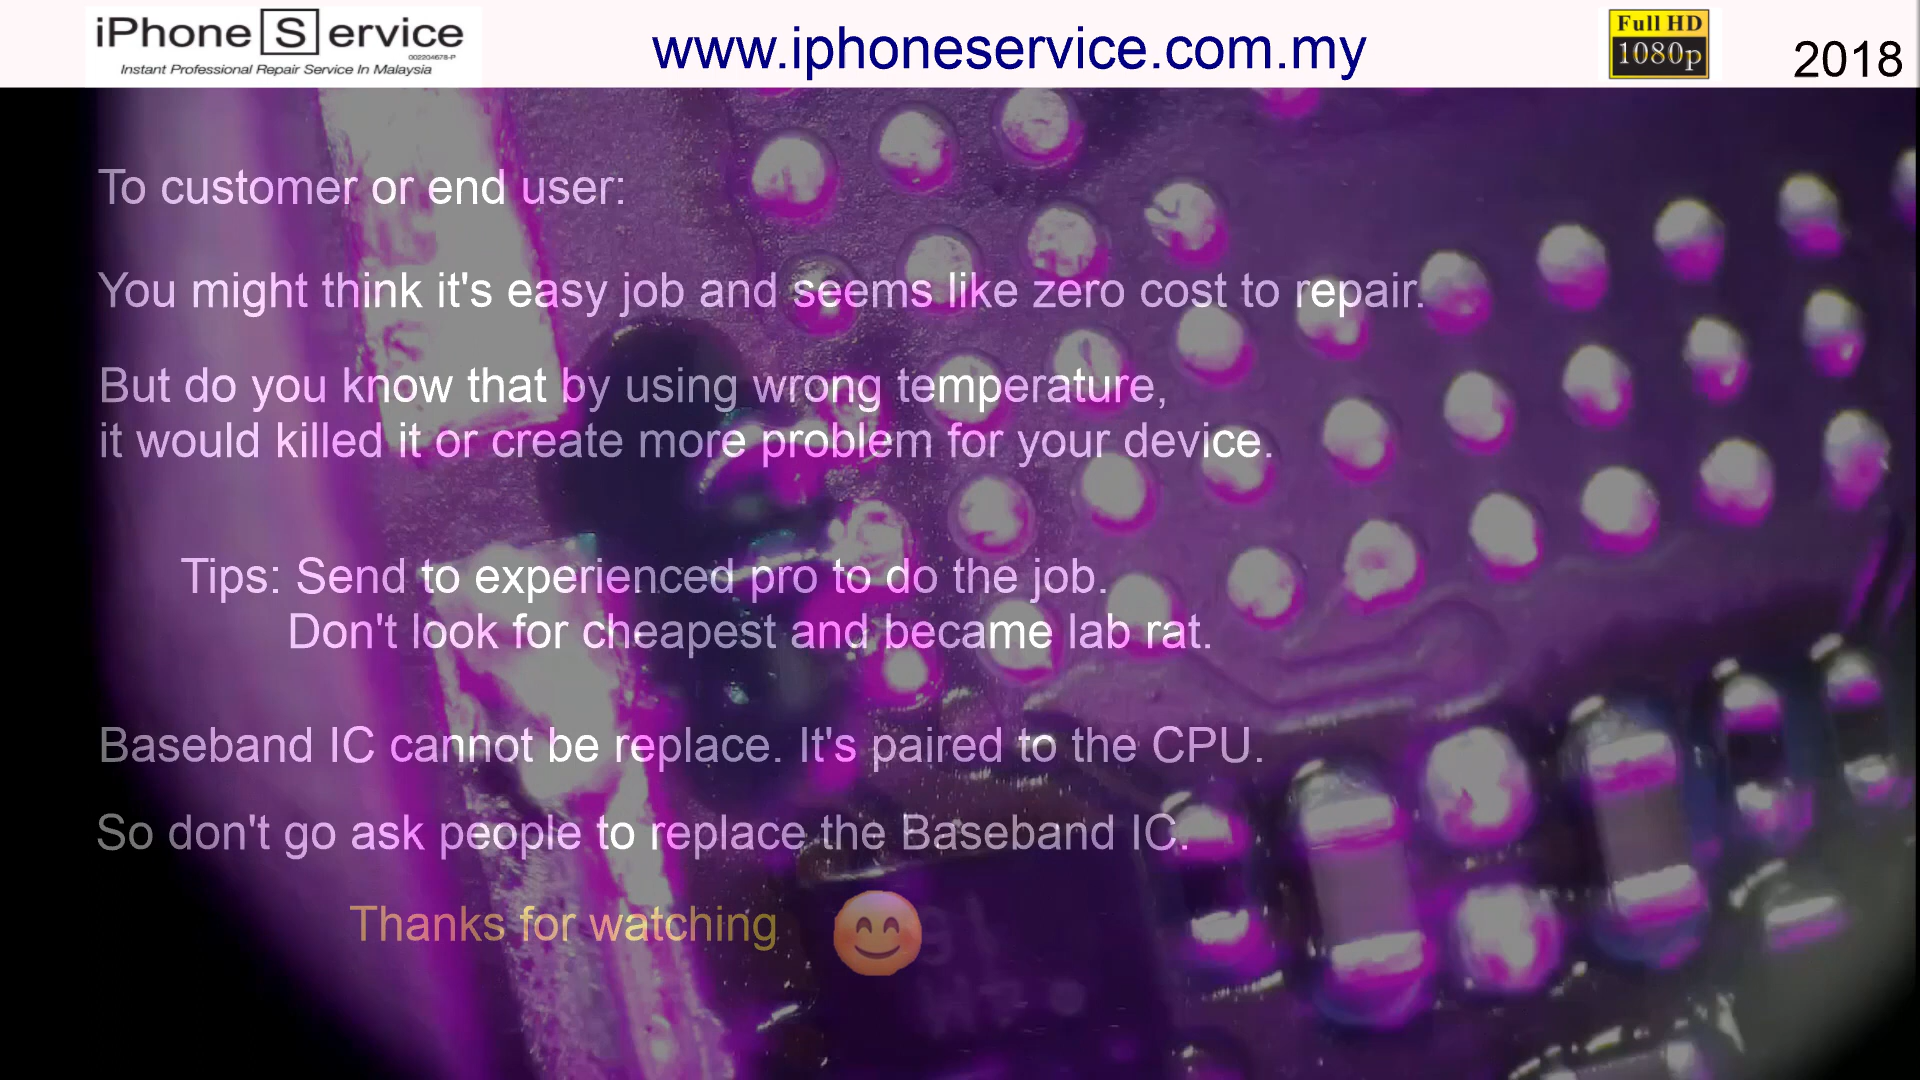 iPhone S ervice
002204678-P
Instant Professional Repair Service In Malaysia
www.iphoneservice.com.my
Full HD
1080p
2018
To customer or end user:
You might think it's easy job and seems like zero cost to repair.
But do you know that by using wrong temperature,
it would killed it or create more problem for your device.
Tips: Send to experienced pro to do the job.
Don't look for cheapest and became lab rat.
Baseband IC cannot be replace. It's paired to the CPU.
So don't go ask people to replace the Baseband IC.
Thanks for watching